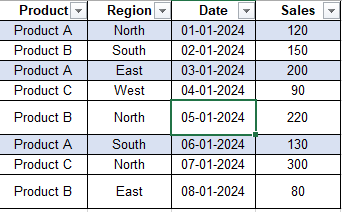 Product Region Date Sales
Product A North 01-01-2024 120
Product B South 02-01-2024 150
Product A East 03-01-2024 200
Product C West 04-01-2024 90
Product B North 05-01-2024 220
Product A South 06-01-2024 130
Product C North 07-01-2024 300
Product B East 08-01-2024 80